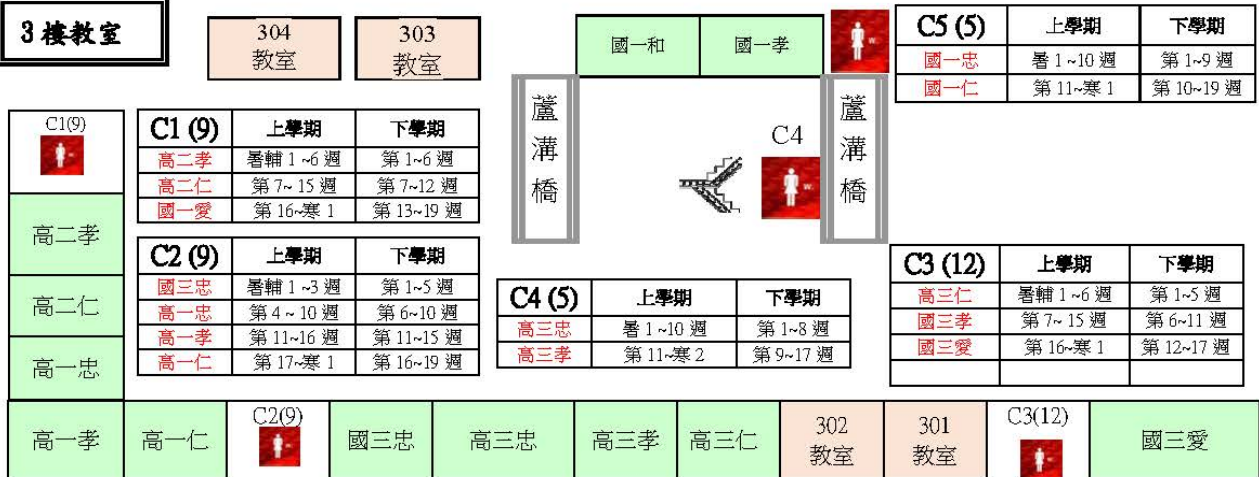 3樓教室
304
教室
303
教室
國一和
國一孝
C5 (5) 上學期 下學期
國一忠 暑 1 ~10 週 第 1~9 週
國一仁 第 11~寒 1 第 10~19 週
蘆溝橋
C4
蘆溝橋
C1(9)
C1 (9) 上學期 下學期
高二孝 暑輔 1 ~6 週 第 1~6 週
高二仁 第 7~ 15 週 第 7~12 週
國一愛 第 16~寒 1 第 13~19 週
高二孝
高二仁
高一忠
C2 (9) 上學期 下學期
國三忠 暑輔 1 ~3 週 第 1~5 週
高一忠 第 4 ~ 10 週 第 6~10 週
高一孝 第 11~16 週 第 11~15 週
高一仁 第 17~寒 1 第 16~19 週
C4 (5) 上學期 下學期
高三忠 暑 1 ~10 週 第 1~8 週
高三孝 第 11~寒 2 第 9~17 週
C3 (12) 上學期 下學期
高三仁 暑輔 1 ~6 週 第 1~5 週
國三孝 第 7~ 15 週 第 6~11 週
國三愛 第 16~寒 1 第 12~17 週
高一孝
高一仁
C2(9)
國三忠
高三忠
高三孝
高三仁
302
教室
301
教室
C3(12)
國三愛